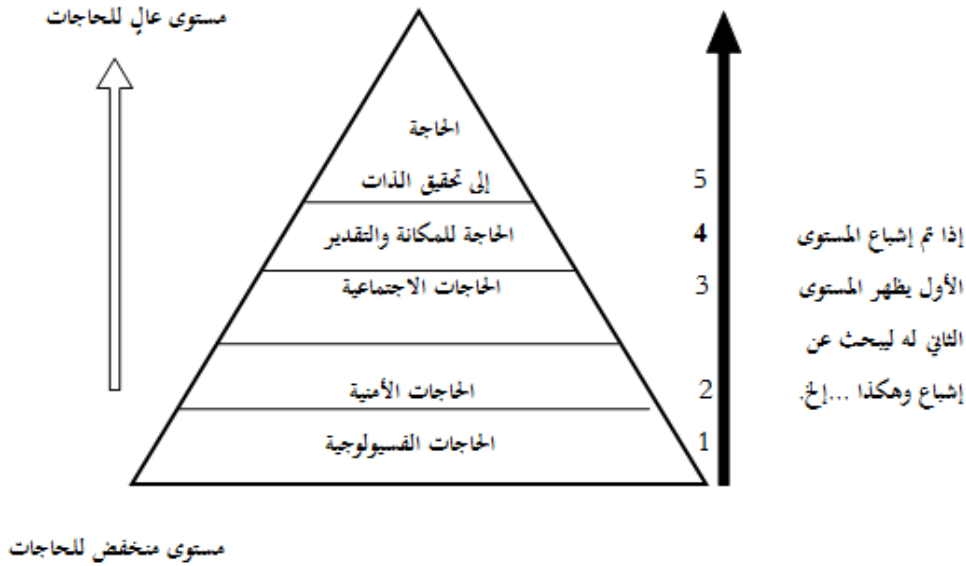 مستوى عالٍ للحاجات
الحاجة
إلى تحقيق الذات
5
الحاجة للمكانة والتقدير
4
الحاجات الاجتماعية
3
الحاجات الأمنية
2
الحاجات الفسيولوجية
1
إذا تم إشباع المستوى
الأول يظهر المستوى
الثاني له ليبحث عن
إشباع وهكذا ...إلخ.
مستوى منخفض للحاجات